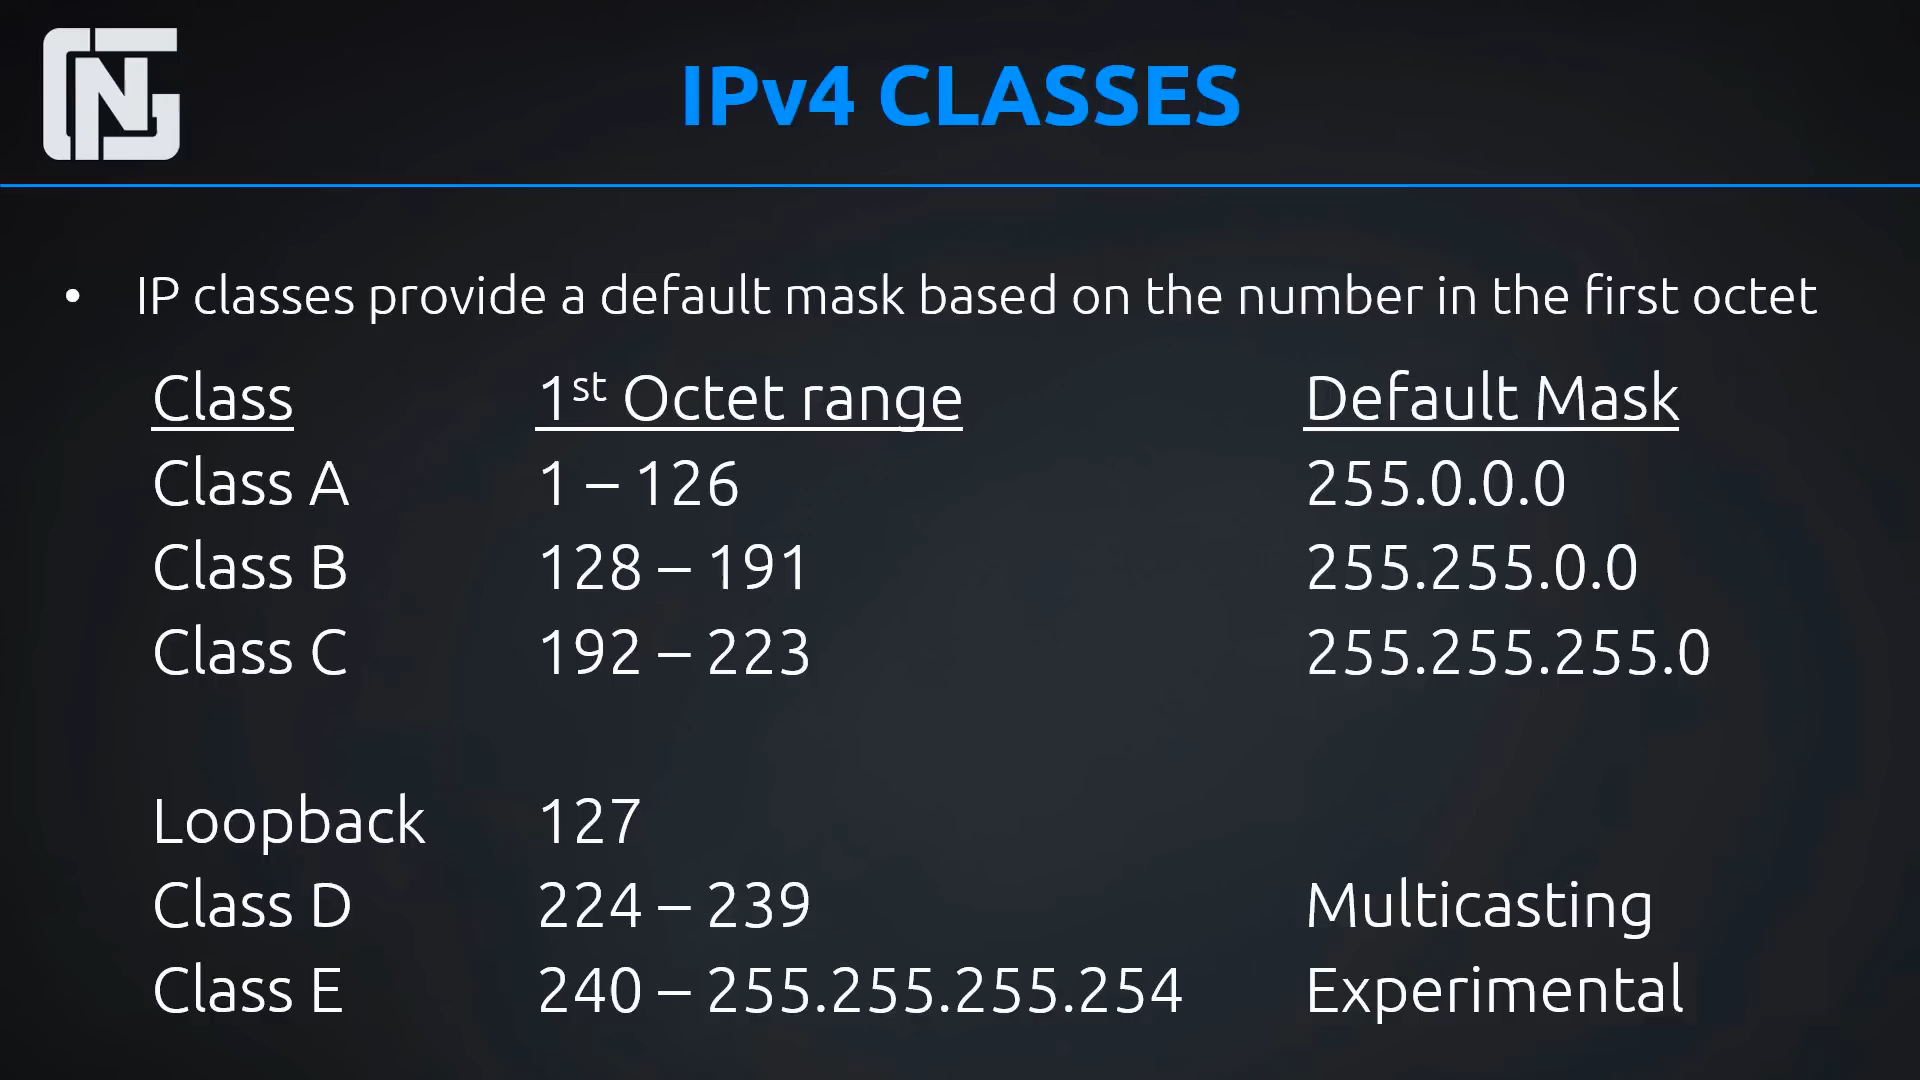 NG
IPv4 CLASSES
• IP classes provide a default mask based on the number in the first octet
Class 1st Octet range Default Mask
Class A 1 – 126 255.0.0.0
Class B 128 – 191 255.255.0.0
Class C 192 – 223 255.255.255.0
Loopback 127
Class D 224 – 239 Multicasting
Class E 240 – 255.255.255.254 Experimental